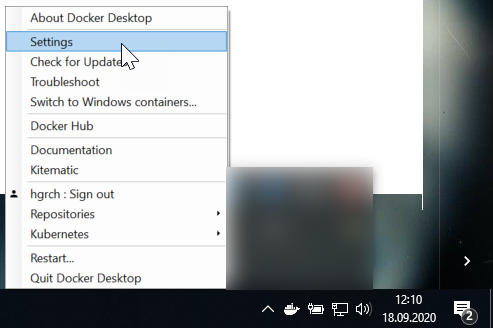 About Docker Desktop
Settings
Check for Update
Troubleshoot
Switch to Windows containers...
Docker Hub
Documentation
Kitematic
hgrch : Sign out
Repositories
Kubernetes
Restart...
Quit Docker Desktop
12:10
18.09.2020
2